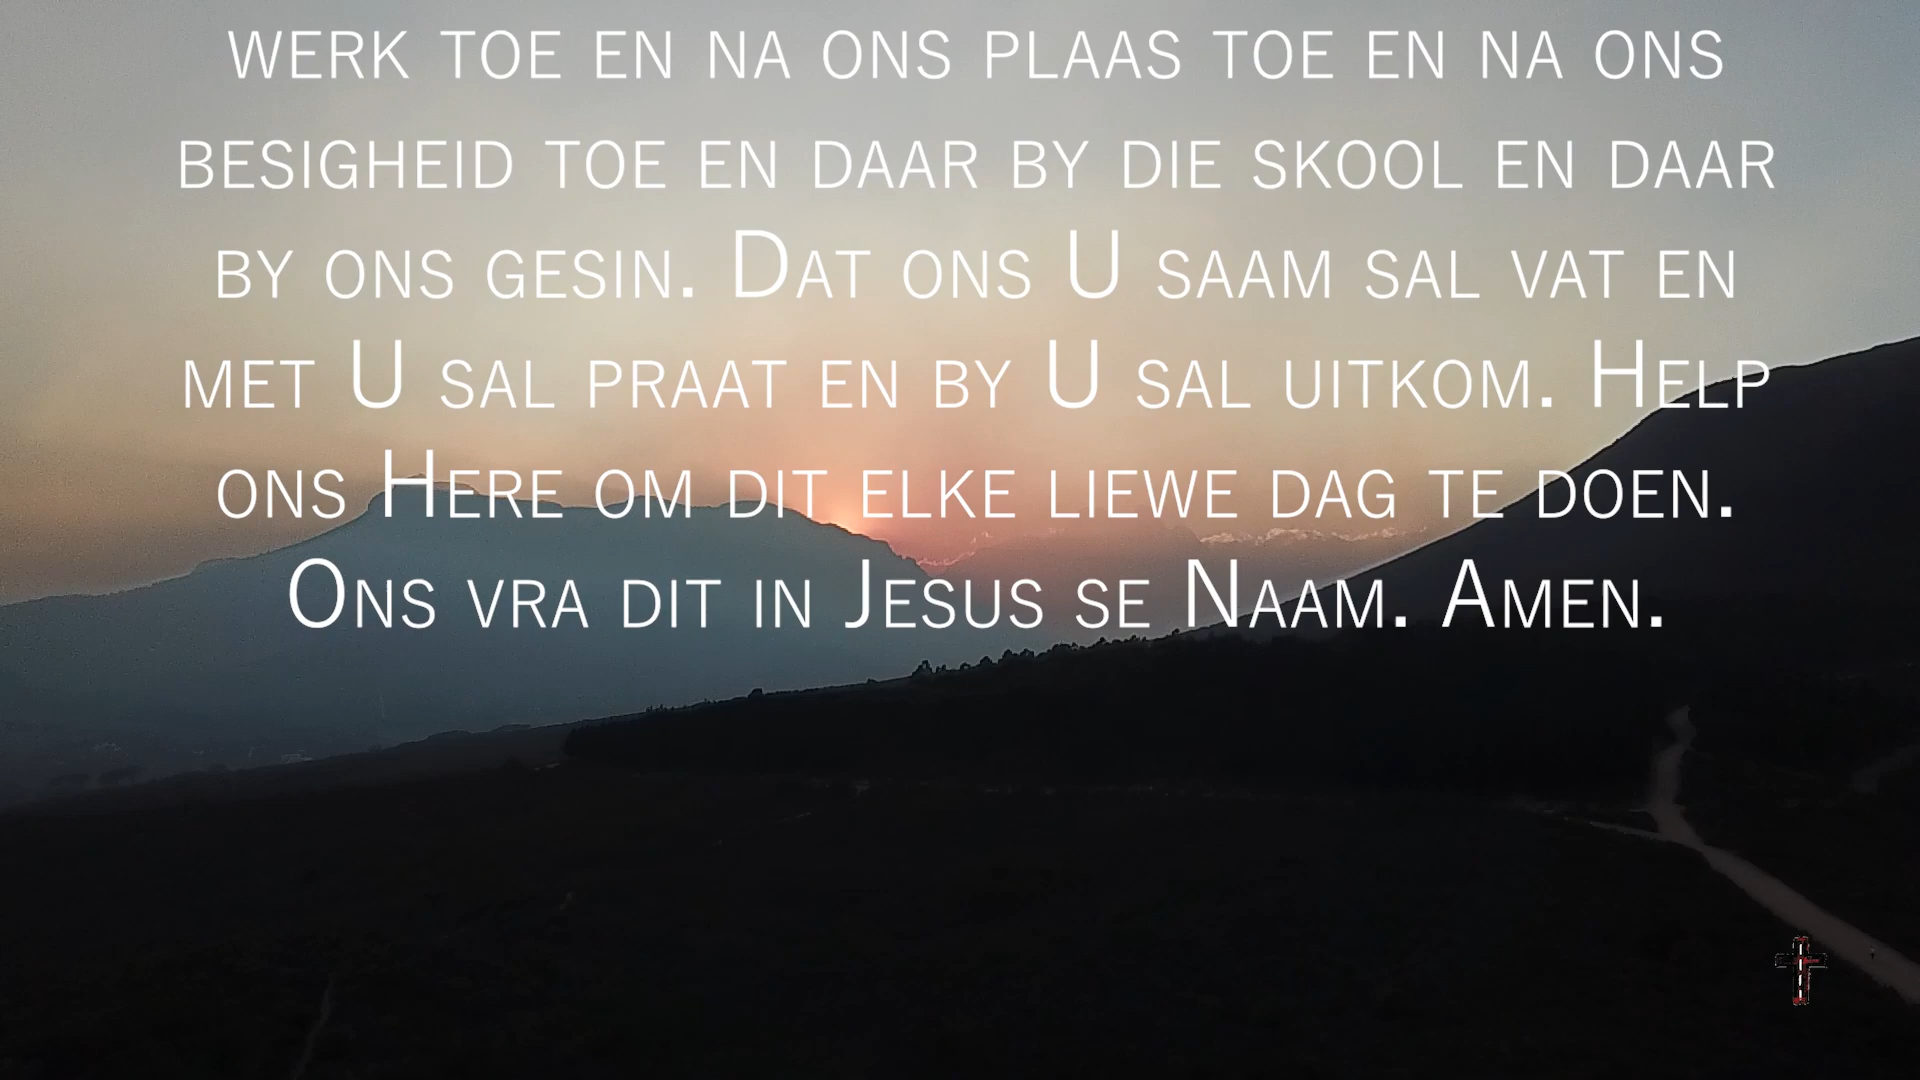 werk toe en na ons plaas toe en na ons
besigheid toe en daar by die skool en daar
by ons gesin. Dat ons U saam sal vat en
met U sal praat en by U sal uitkom. Help
ons Here om dit elke liewe dag te doen.
Ons vra dit in Jesus se Naam. Amen.